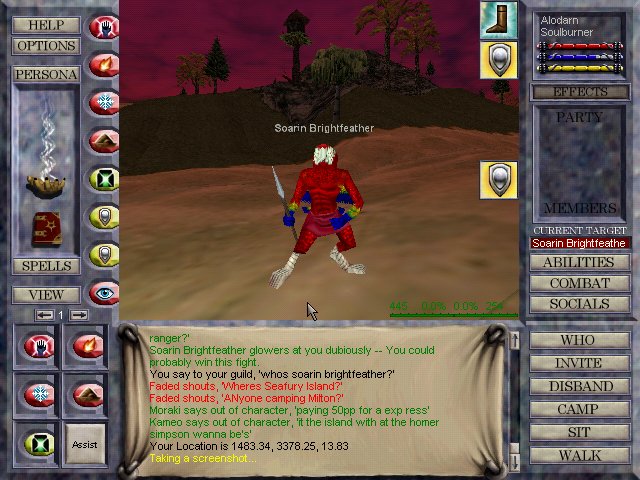 HELP
OPTIONS
PERSONA
SPELLS
VIEW
1
Assist
Soarin Brightfeather
445 0.0% 0.0% 254
ranger?'
Soarin Brightfeather glowers at you dubiously -- You could
probably win this fight.
You say to your guild, 'whos soarin brightfeather?'
Faded shouts, 'Wheres Seafury Island?'
Faded shouts, 'ANyone camping Milton?'
Moraki says out of character, 'paying 50pp for a exp ress'
Kameo says out of character, 'it the island with at the homer
simpson wanna be's'
Your Location is 1483.34, 3378.25, 13.83
Taking a screenshot...
Alodarn
Soulburner
EFFECTS
PARTY
MEMBERS
CURRENT TARGET
Soarin Brightfeathe
ABILITIES
COMBAT
SOCIALS
WHO
INVITE
DISBAND
CAMP
SIT
WALK